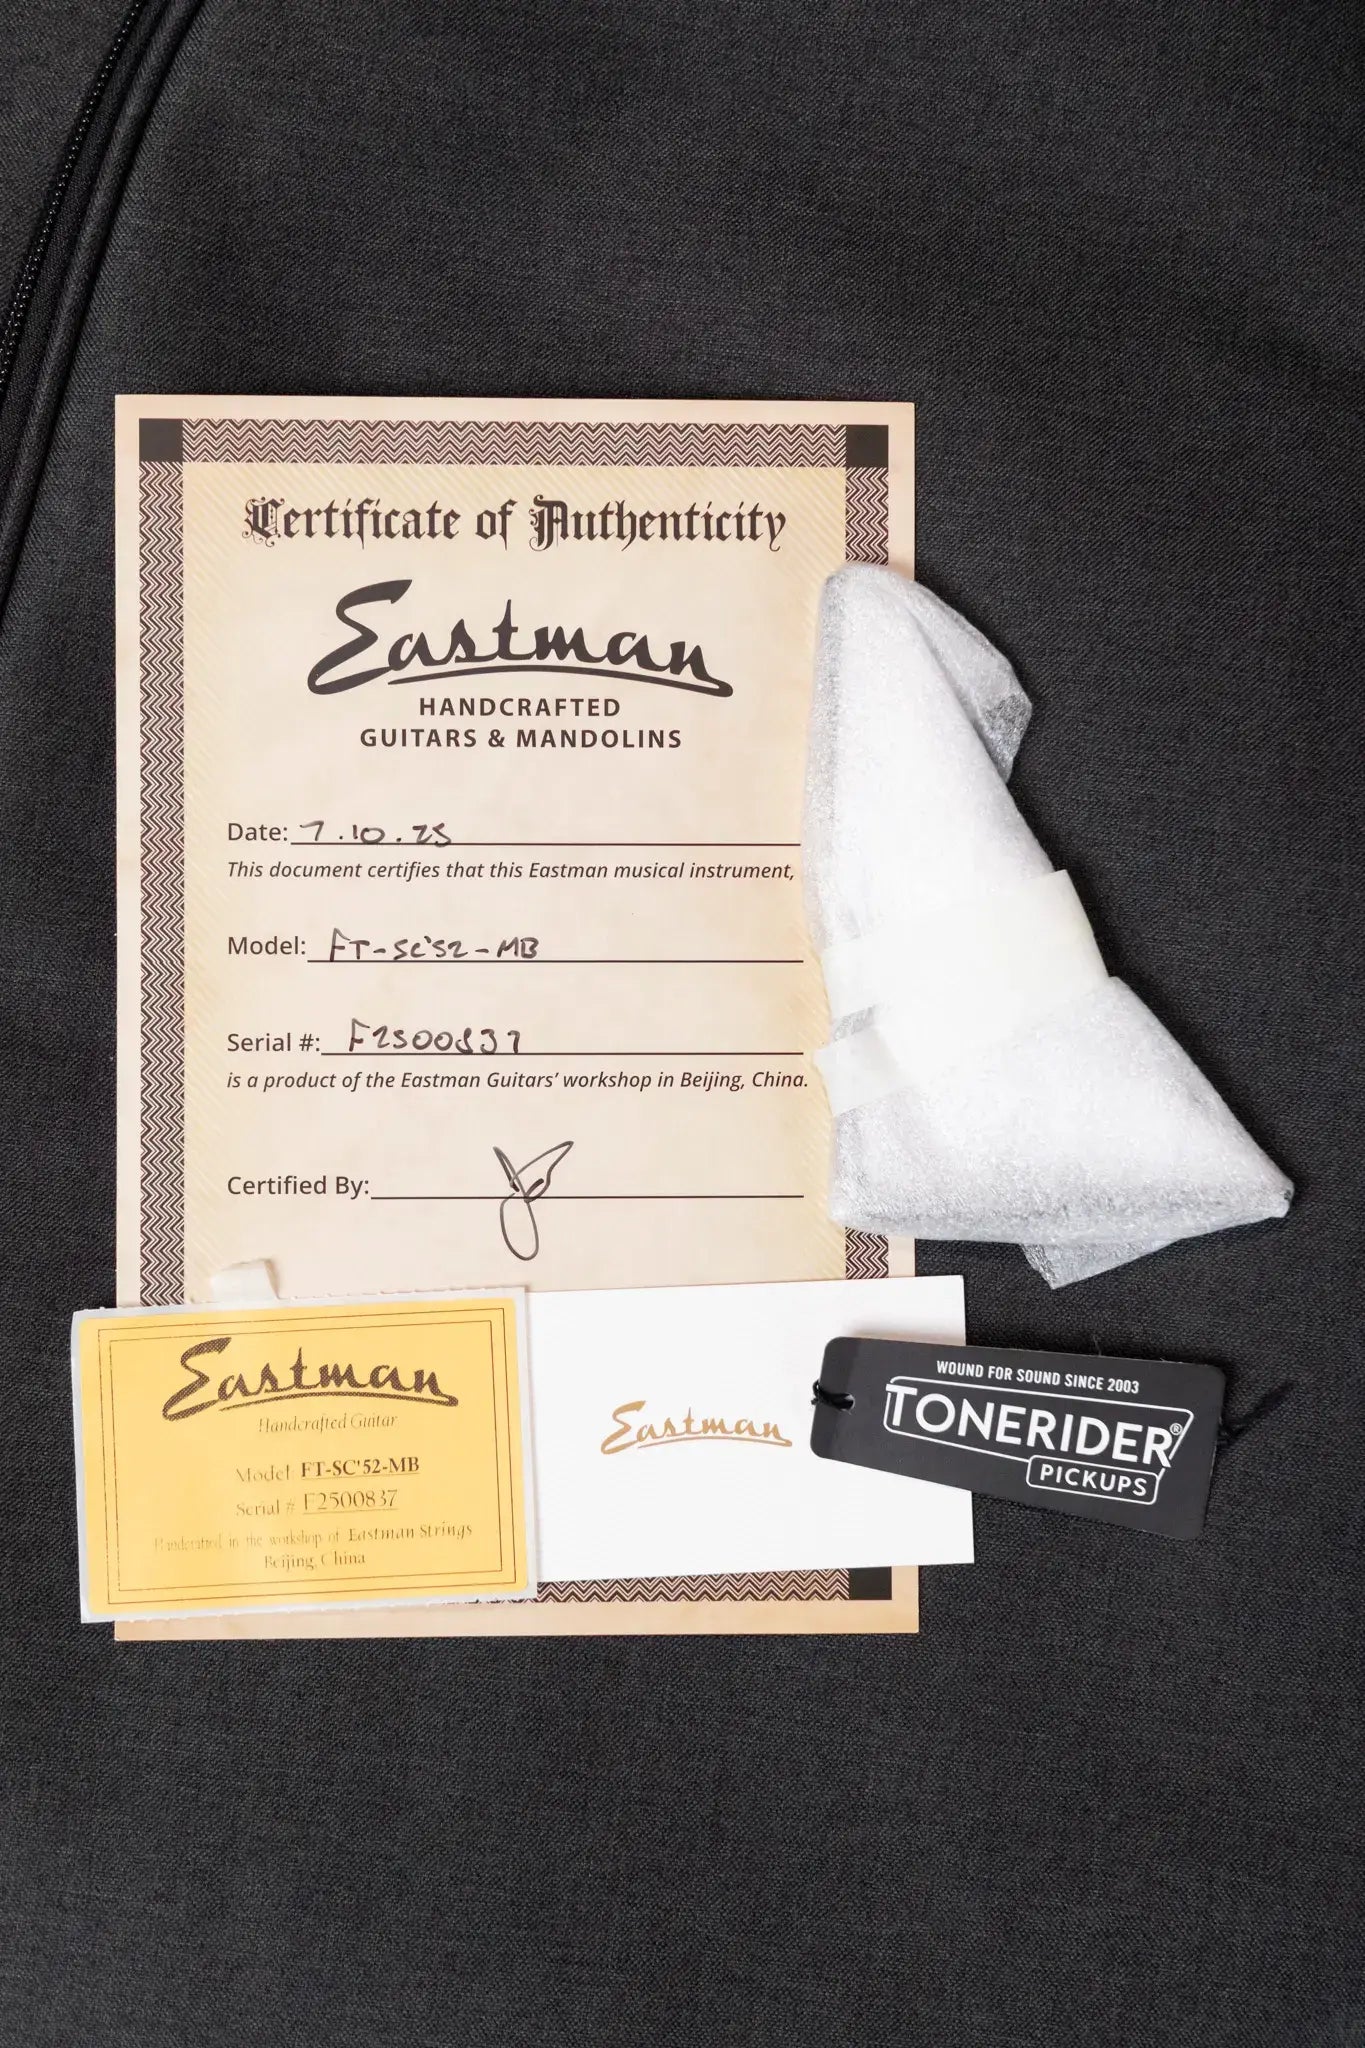 Certificate of Authenticity
Eastman
HANDCRAFTED
GUITARS & MANDOLINS
Date: 7.10.25
This document certifies that this Eastman musical instrument,
Model: FT-SC'52-MB
Serial #: F2500837
is a product of the Eastman Guitars' workshop in Beijing, China.
Certified By:
Eastman
Handcrafted Guitar
Model FT-SC'52-MB
Serial # F2500837
Handcrafted in the workshop of Eastman Strings
Beijing, China
Eastman
WOUND FOR SOUND SINCE 2003
TONERIDER®
PICKUPS